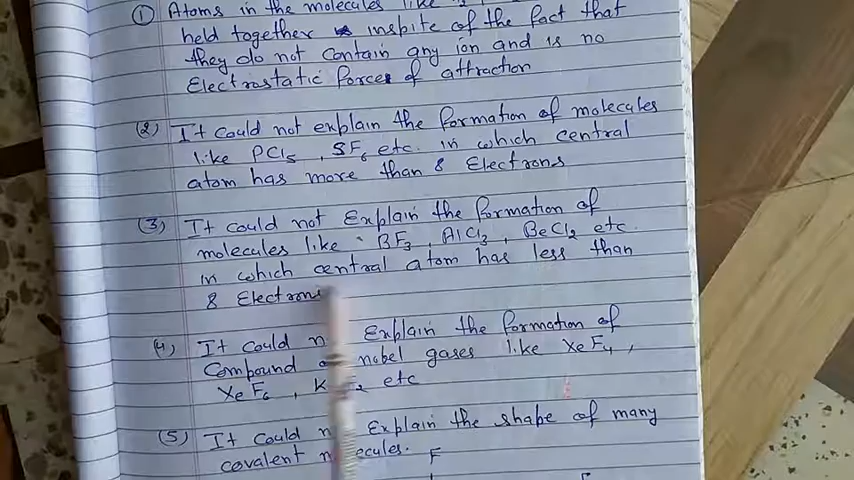 (1) Atoms in the molecules like
held together inspite of the fact that
they do not contain any ion and is no
Electrostatic forces of attraction
(2) It could not explain the formation of molecules
like PCl5, SF6 etc. in which central
atom has more than 8 Electrons
(3) It could not Explain the formation of
molecules like BF3, AlCl3, BeCl2 etc.
in which central atom has less than
8 Electrons
(4) It could Explain the formation of
Compound nobel gases like XeF4,
XeF6, etc
(5) It could Explain the shape of many
covalent
F